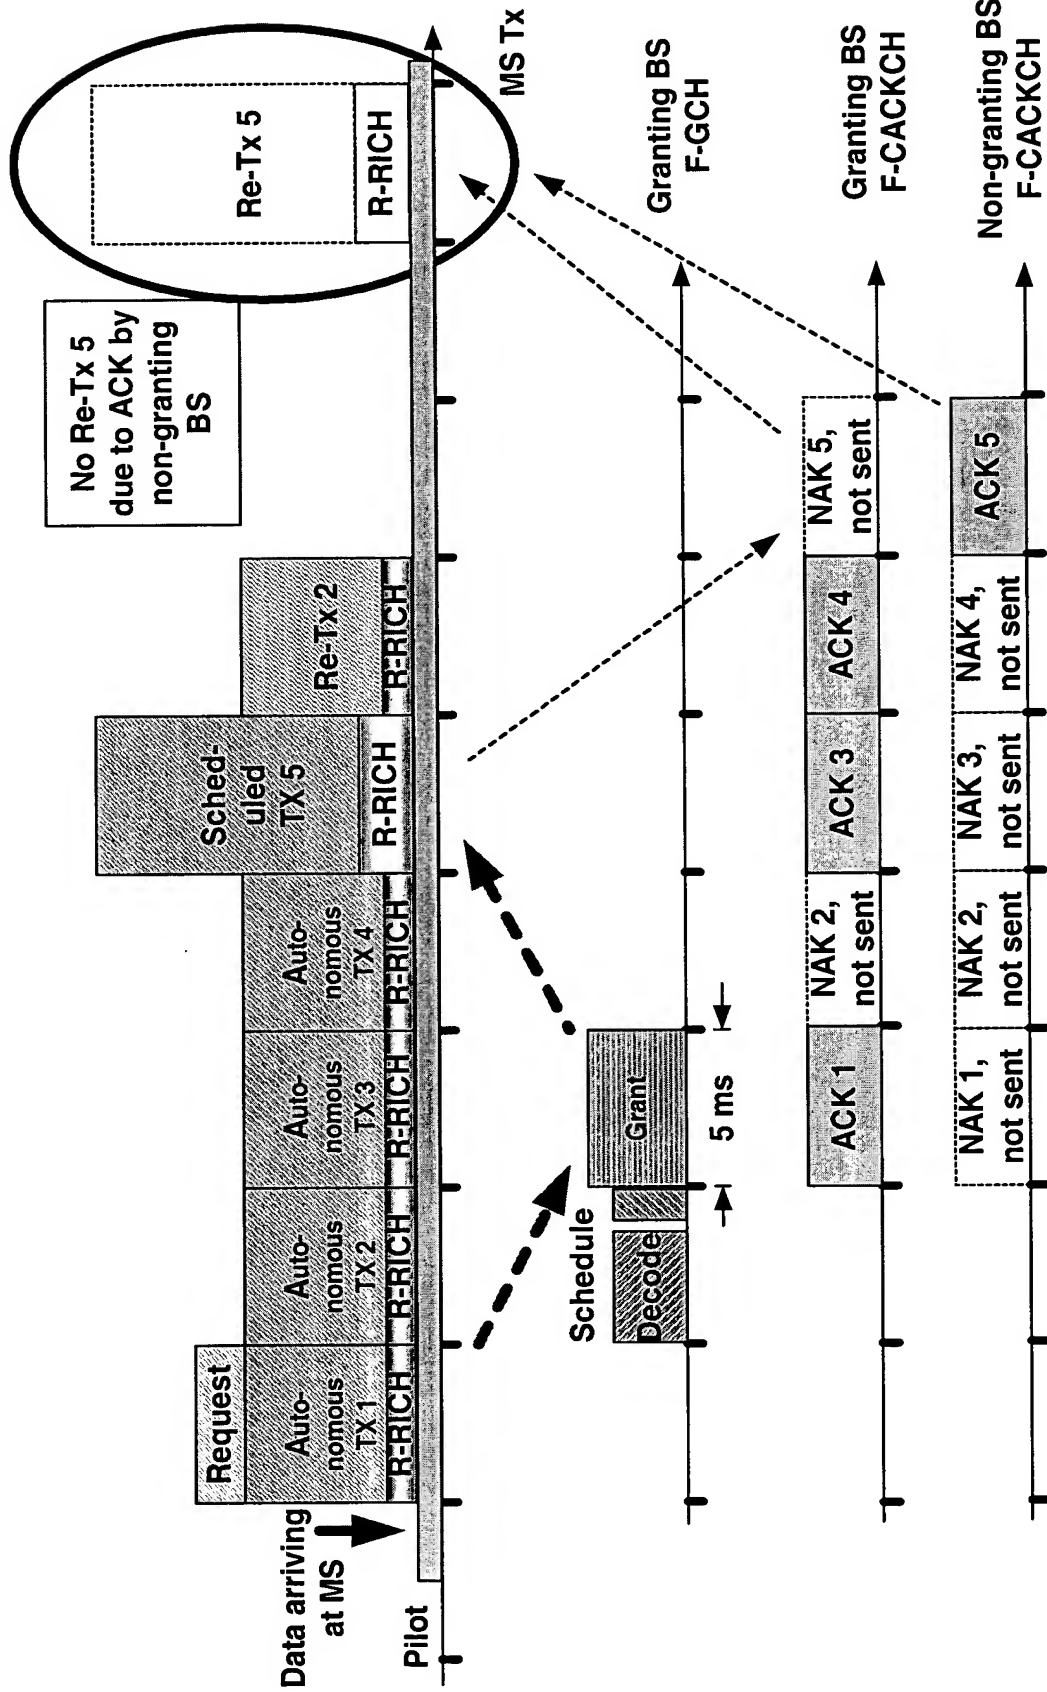 Data arriving
at MS
Pilot
Request
Auto-
nomous
TX 1
R-RICH
Auto-
nomous
TX 2
R-RICH
Auto-
nomous
TX 3
R-RICH
Auto-
nomous
TX 4
R-RICH
Sched-
uled
TX 5
R-RICH
Re-Tx 2
R-RICH
No Re-Tx 5
due to ACK by
non-granting
BS
Re-Tx 5
R-RICH
MS Tx
Schedule
Decode
Grant
5 ms
Granting BS
F-GCH
ACK 1
NAK 2,
not sent
ACK 3
ACK 4
NAK 5,
not sent
Granting BS
F-CACKCH
NAK 1,
not sent
NAK 2,
not sent
NAK 3,
not sent
NAK 4,
not sent
ACK 5
Non-granting BS
F-CACKCH